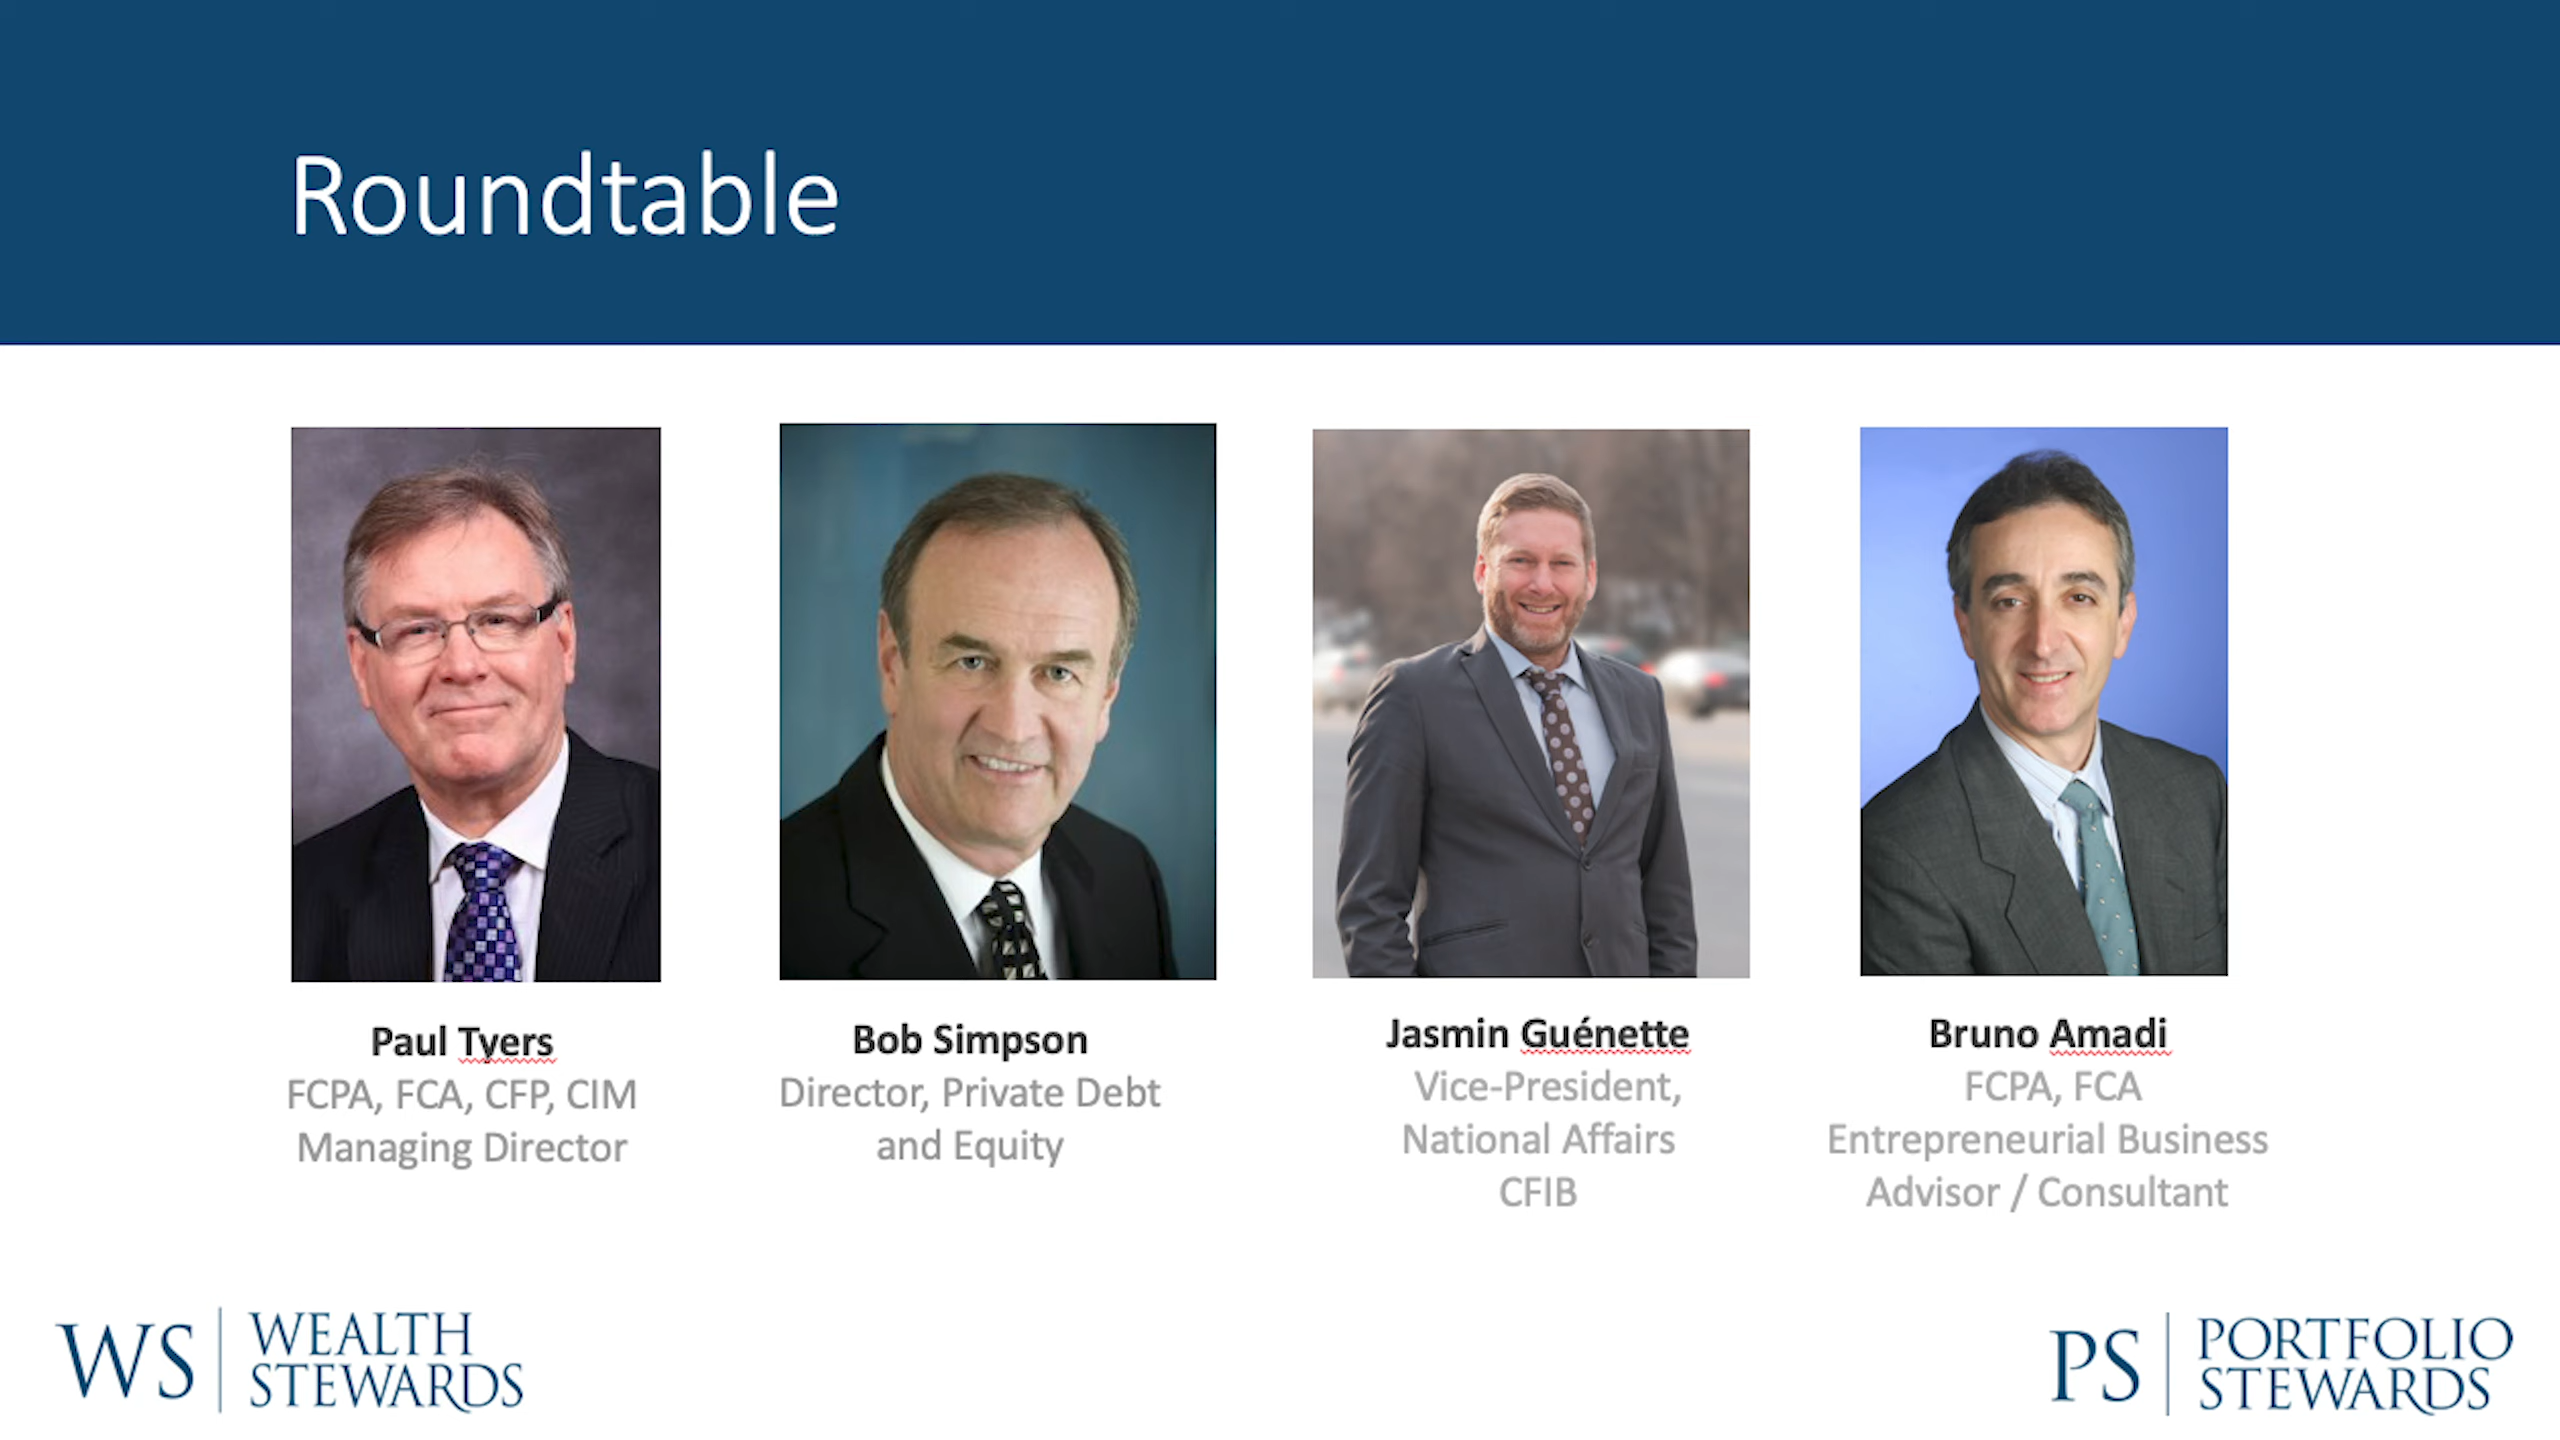 Roundtable
Paul Tyers
FCPA, FCA, CFP, CIM
Managing Director
Bob Simpson
Director, Private Debt
and Equity
Jasmin Guénette
Vice-President,
National Affairs
CFIB
Bruno Amadi
FCPA, FCA
Entrepreneurial Business
Advisor / Consultant
WS
WEALTH
STEWARDS
PS
PORTFOLIO
STEWARDS